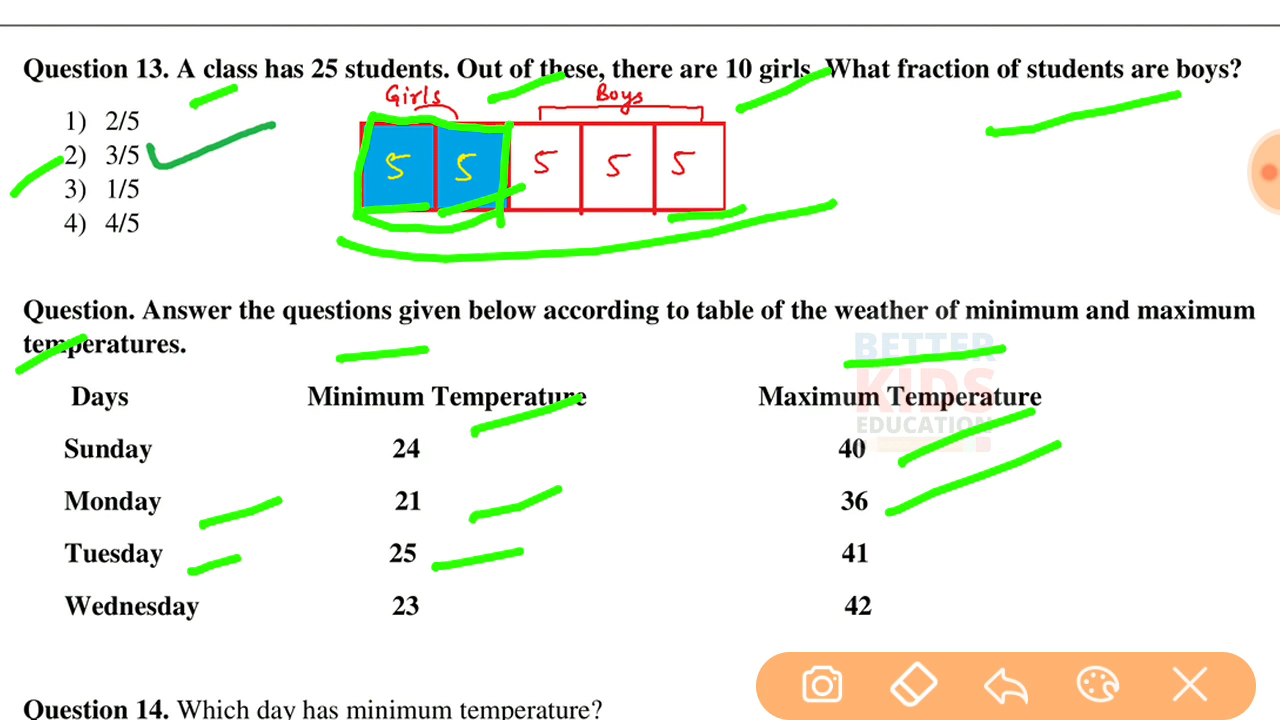 Question 13. A class has 25 students. Out of these, there are 10 girls. What fraction of students are boys?
Girls Boys
1) 2/5
2) 3/5
3) 1/5
4) 4/5
5 5 5 5 5
Question. Answer the questions given below according to table of the weather of minimum and maximum
temperatures.
BETTER
KIDS
EDUCATION
Days Minimum Temperature Maximum Temperature
Sunday 24 40
Monday 21 36
Tuesday 25 41
Wednesday 23 42
Question 14. Which day has minimum temperature?